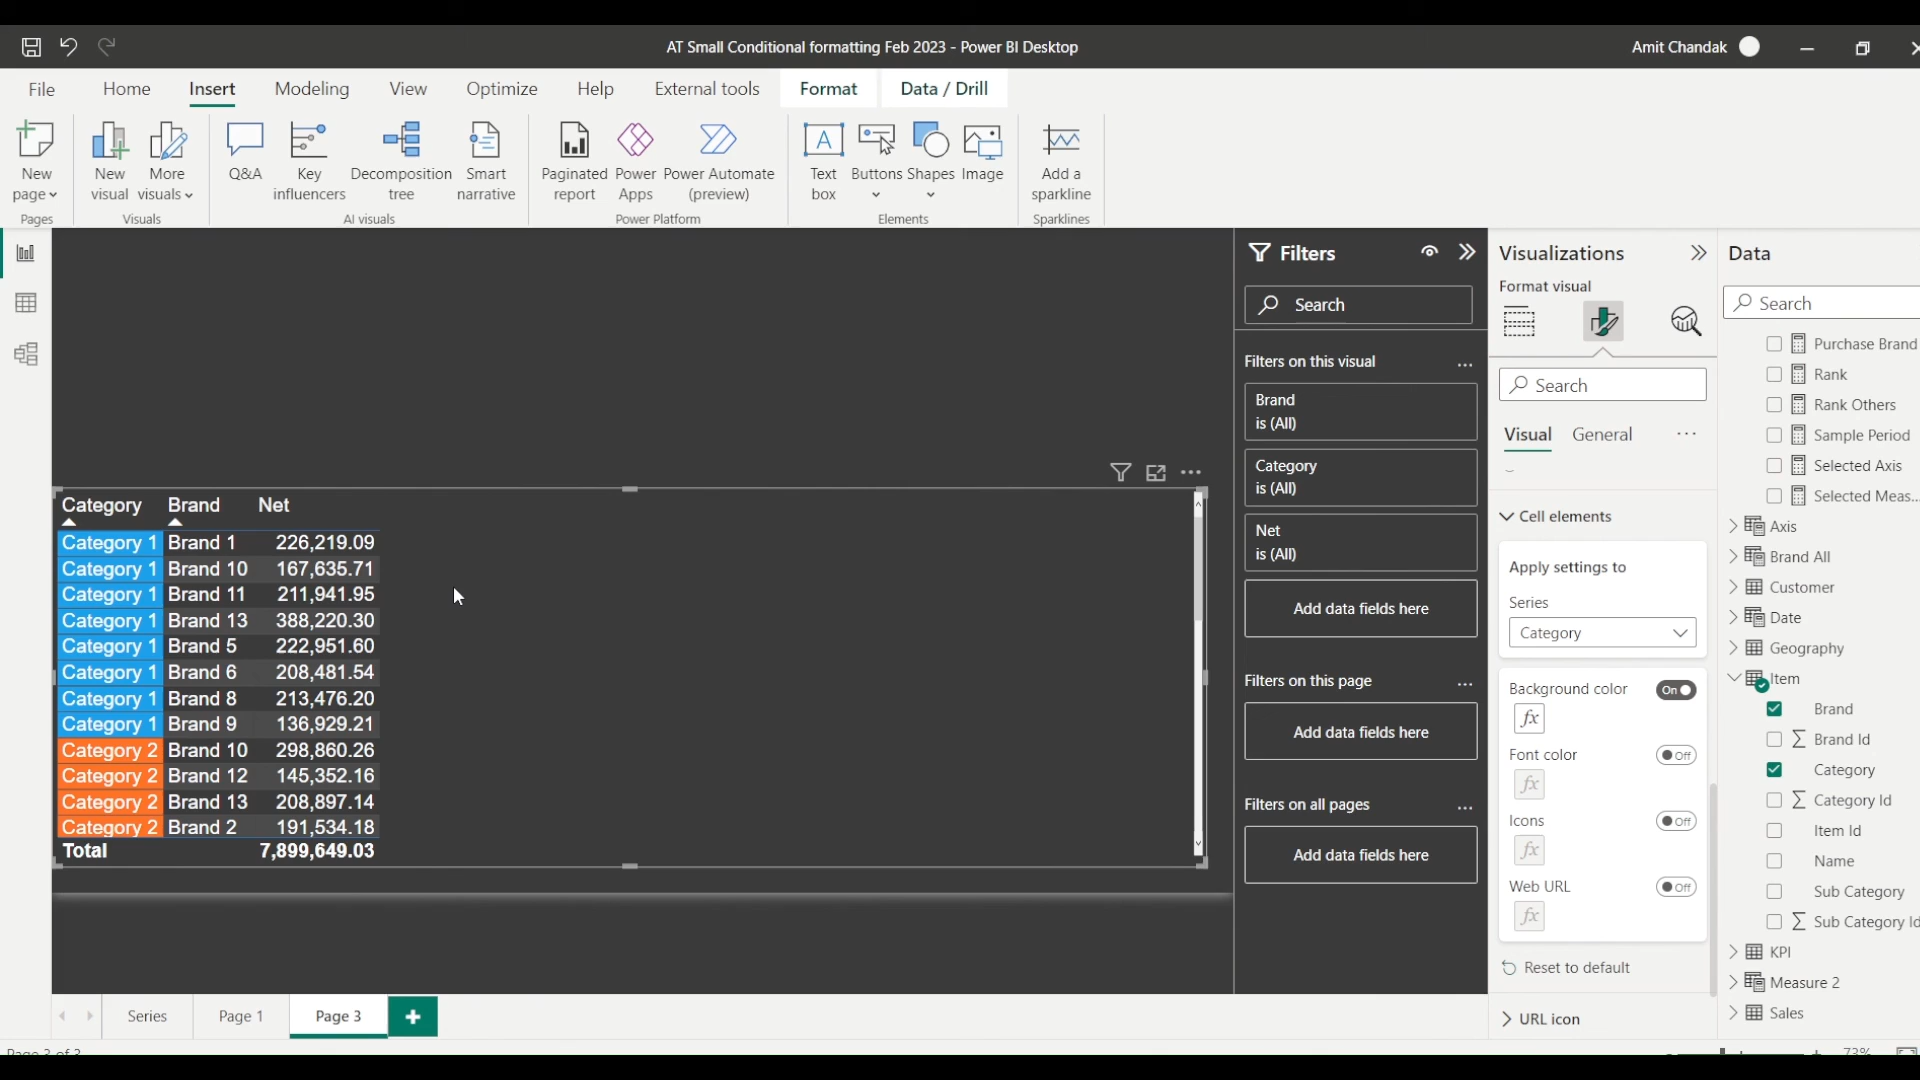 AT Small Conditional formatting Feb 2023 - Power BI Desktop
Amit Chandak
File Home Insert Modeling View Optimize Help External tools Format Data / Drill
New page
New visual
More visuals
Q&A
Key influencers
Decomposition tree
Smart narrative
Paginated report
Power Apps
Power Automate (preview)
Text box
Buttons
Shapes
Image
Add a sparkline
Pages
Visuals
AI visuals
Power Platform
Elements
Sparklines
Category Brand Net
Category 1 Brand 1 226,219.09
Category 1 Brand 10 167,635.71
Category 1 Brand 11 211,941.95
Category 1 Brand 13 388,220.30
Category 1 Brand 5 222,951.60
Category 1 Brand 6 208,481.54
Category 1 Brand 8 213,476.20
Category 1 Brand 9 136,929.21
Category 2 Brand 10 298,860.26
Category 2 Brand 12 145,352.16
Category 2 Brand 13 208,897.14
Category 2 Brand 2 191,534.18
Total 7,899,649.03
Filters
Search
Filters on this visual ...
Brand
is (All)
Category
is (All)
Net
is (All)
Add data fields here
Filters on this page ...
Add data fields here
Filters on all pages ...
Add data fields here
Visualizations
Format visual
Search
Visual General ...
Cell elements
Apply settings to
Series
Category
Background color On
fx
Font color Off
fx
Icons Off
fx
Web URL Off
fx
Reset to default
URL icon
Data
Search
Purchase Brand
Rank
Rank Others
Sample Period
Selected Axis
Selected Meas...
Axis
Brand All
Customer
Date
Geography
Item
Brand
Brand Id
Category
Category Id
Item Id
Name
Sub Category
Sub Category Id
KPI
Measure 2
Sales
Series Page 1 Page 3
Page 3 of 3
73%